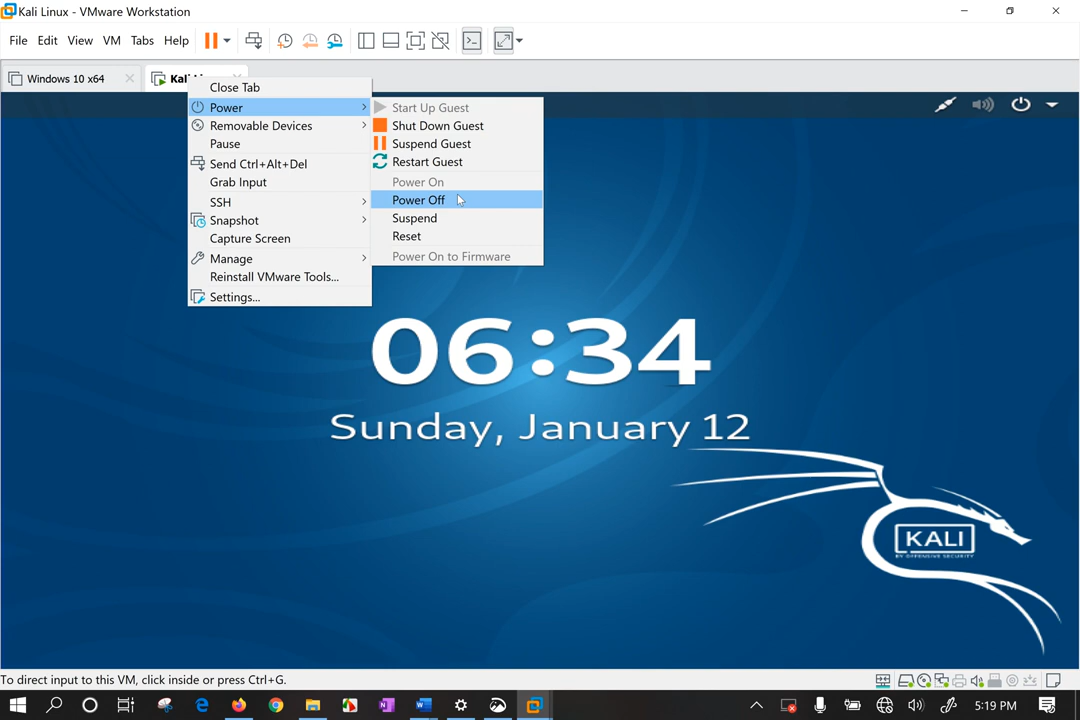 Kali Linux - VMware Workstation
File Edit View VM Tabs Help
Windows 10 x64
Close Tab
Power
Removable Devices
Pause
Send Ctrl+Alt+Del
Grab Input
SSH
Snapshot
Capture Screen
Manage
Reinstall VMware Tools...
Settings...
Start Up Guest
Shut Down Guest
Suspend Guest
Restart Guest
Power On
Power Off
Suspend
Reset
Power On to Firmware
06:34
Sunday, January 12
KALI
BY OFFENSIVE SECURITY
To direct input to this VM, click inside or press Ctrl+G.
5:19 PM